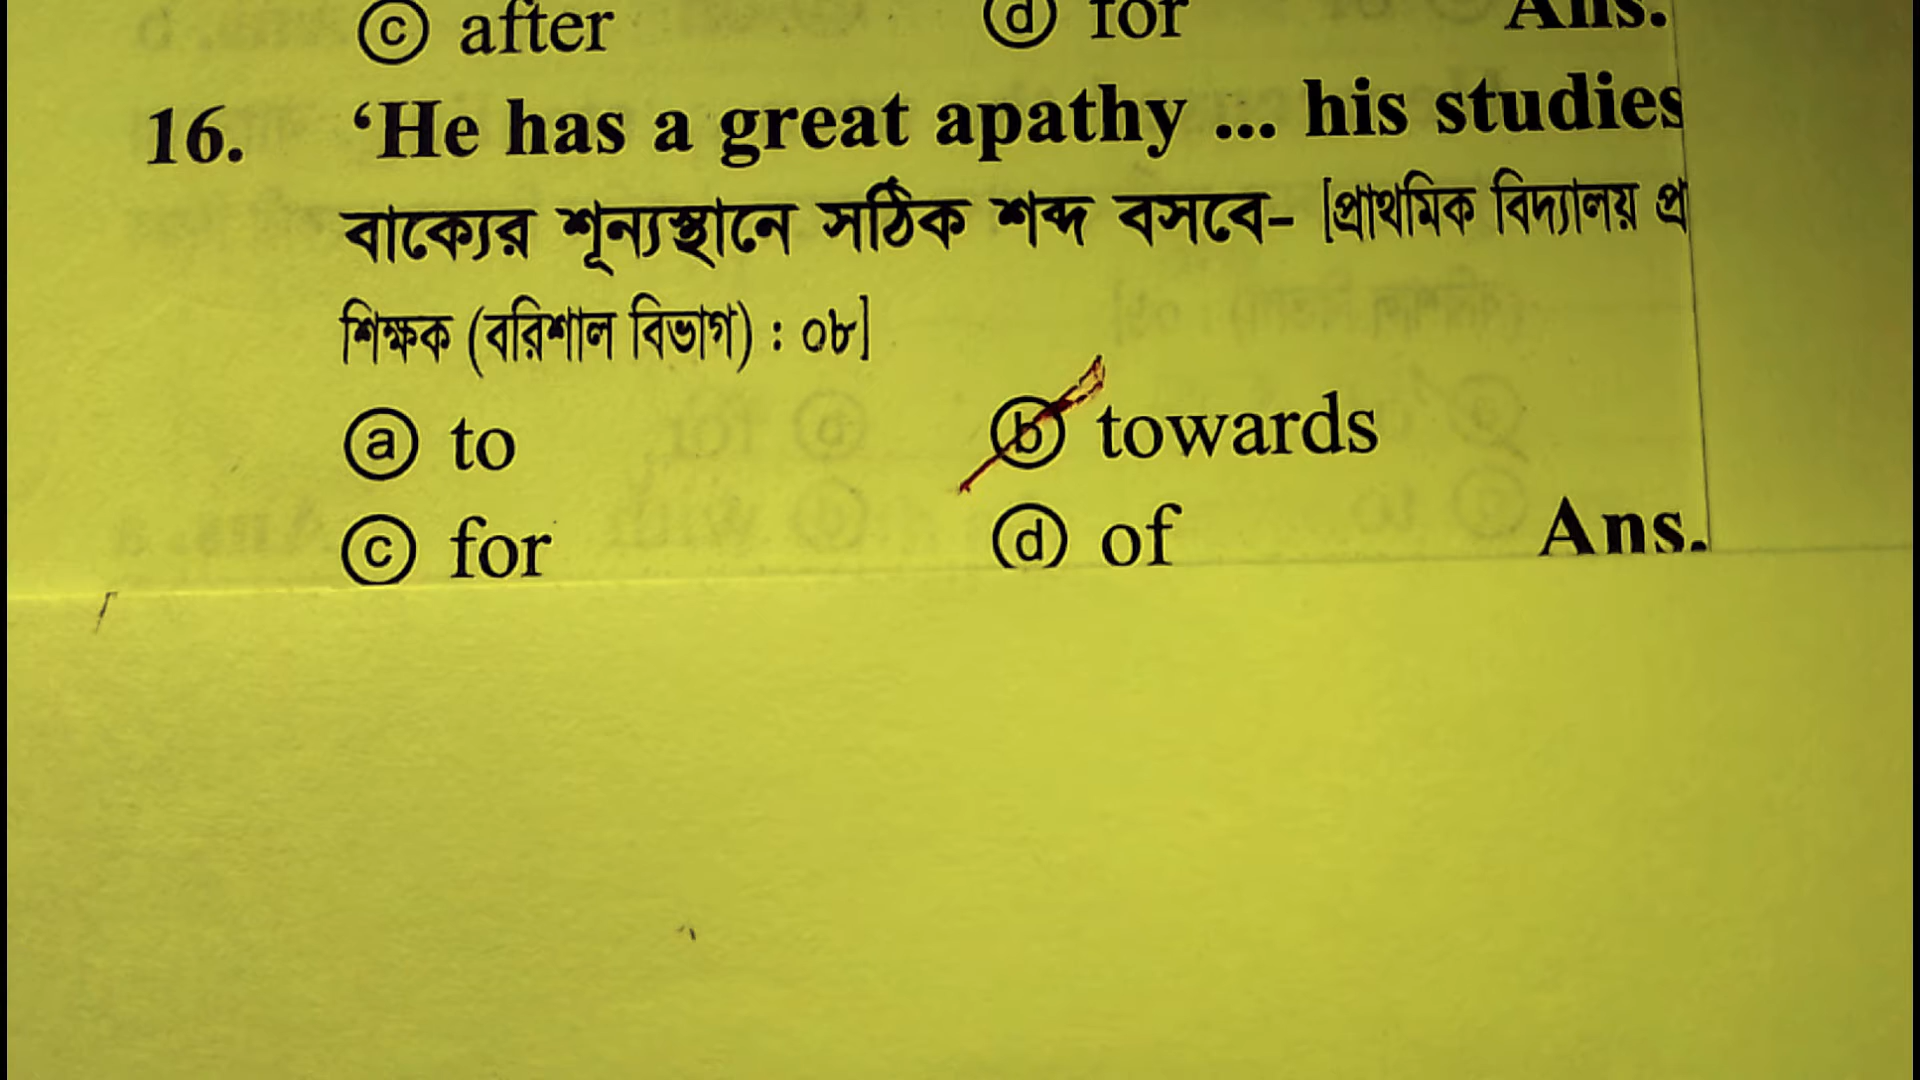 ⓒ after ⓓ for Ans.
16. ‘He has a great apathy ... his studies
বাক্যের শূন্যস্থানে সঠিক শব্দ বসবে– [প্রাথমিক বিদ্যালয় প্র
শিক্ষক (বরিশাল বিভাগ) : ০৮]
ⓐ to ⓑ towards
ⓒ for ⓓ of Ans.